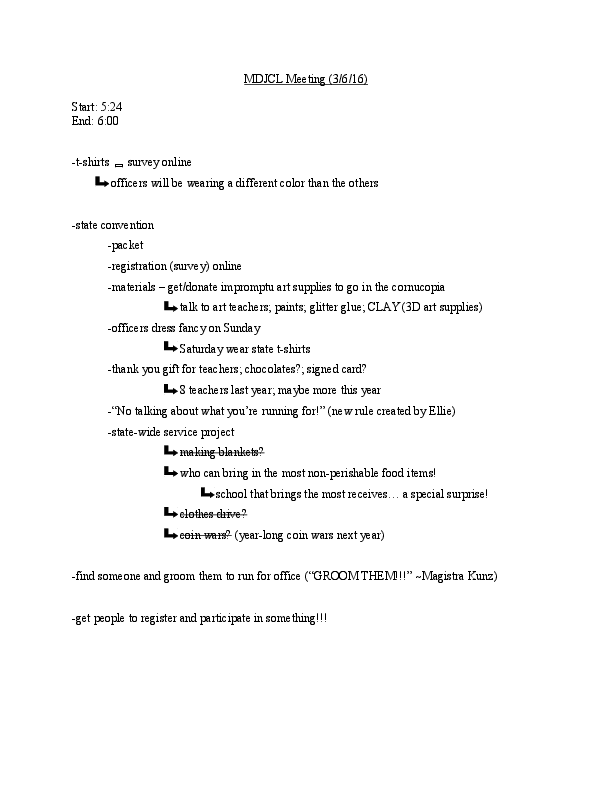 MDJCL Meeting (3/6/16)
Start: 5:24
End: 6:00
-t-shirts survey online
officers will be wearing a different color than the others
-state convention
-packet
-registration (survey) online
-materials – get/donate impromptu art supplies to go in the cornucopia
talk to art teachers; paints; glitter glue; CLAY (3D art supplies)
-officers dress fancy on Sunday
Saturday wear state t-shirts
-thank you gift for teachers; chocolates?; signed card?
8 teachers last year; maybe more this year
-“No talking about what you’re running for!” (new rule created by Ellie)
-state-wide service project
making blankets?
who can bring in the most non-perishable food items!
school that brings the most receives… a special surprise!
clothes drive?
coin wars? (year-long coin wars next year)
-find someone and groom them to run for office (“GROOM THEM!!!” ~Magistra Kunz)
-get people to register and participate in something!!!